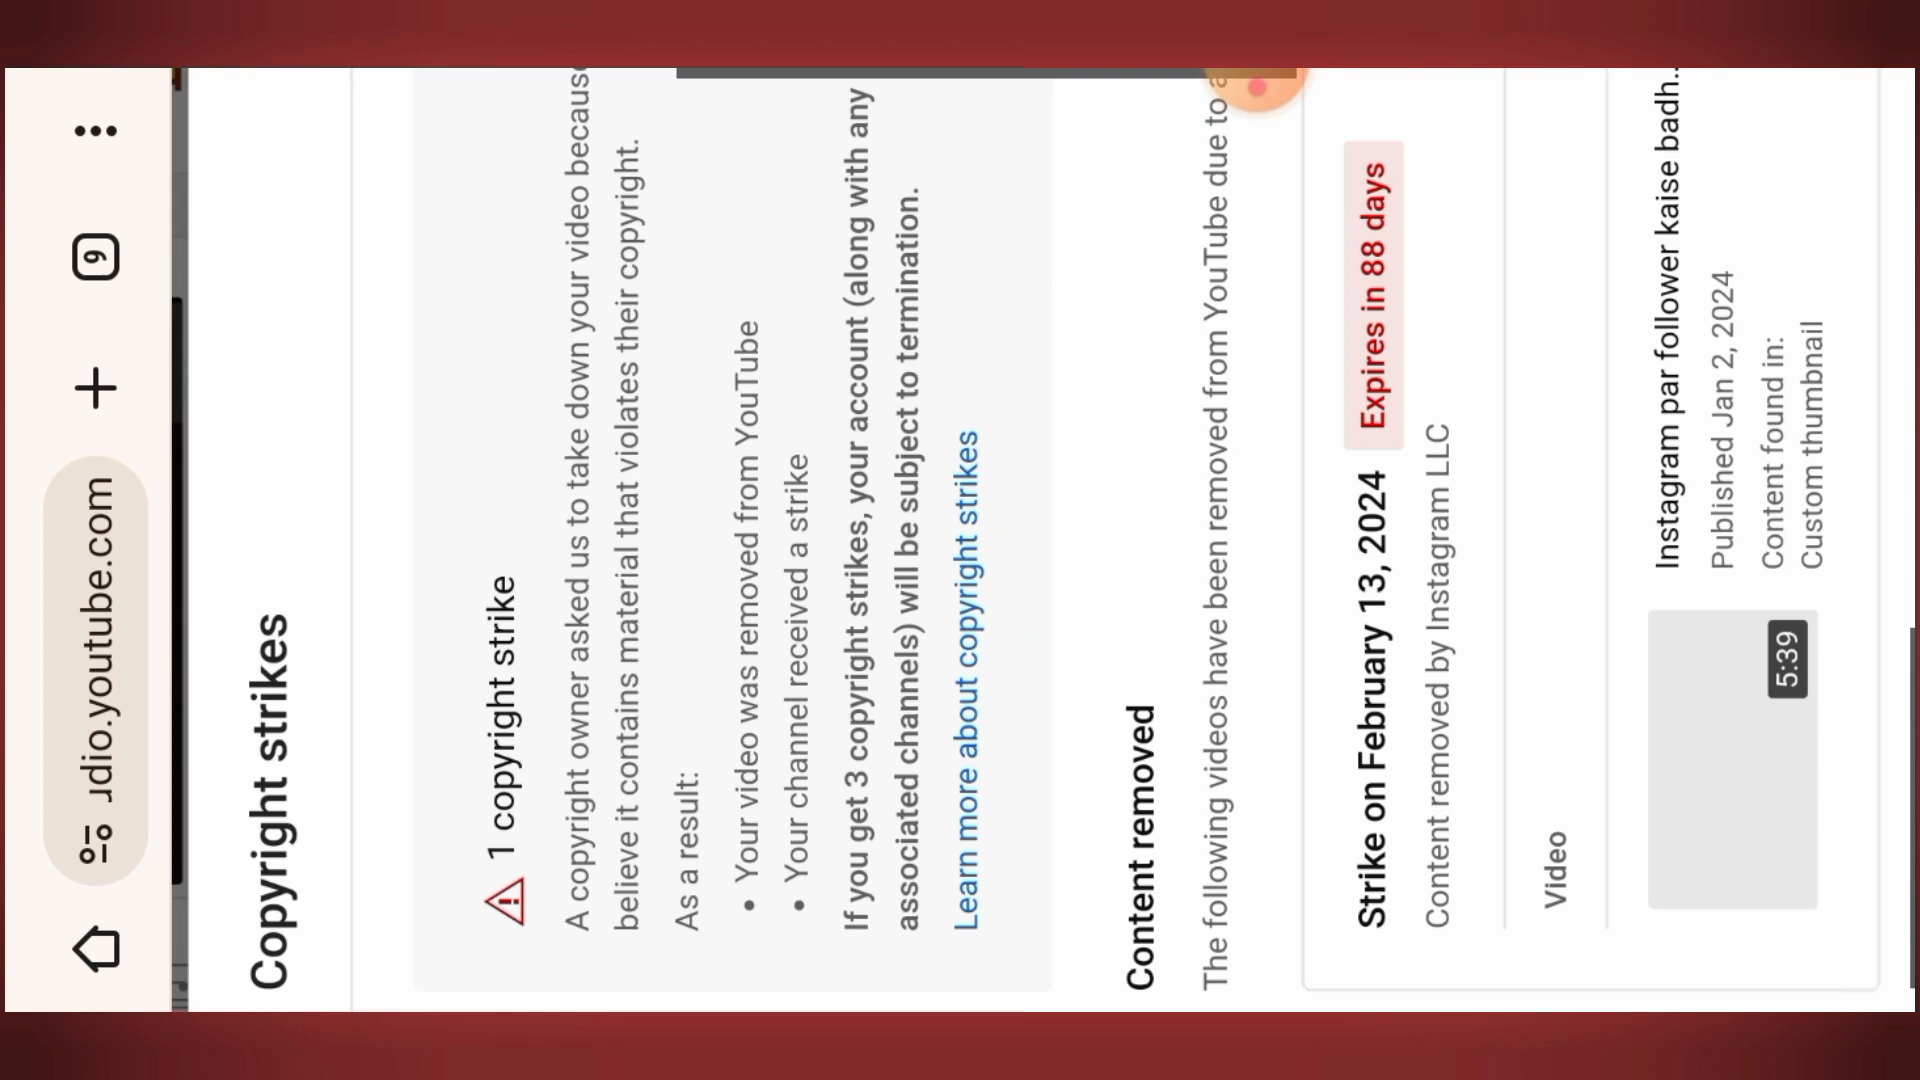 .ɹdio.youtube.com
9
Copyright strikes
1 copyright strike
A copyright owner asked us to take down your video because
believe it contains material that violates their copyright.
As a result:
• Your video was removed from YouTube
• Your channel received a strike
If you get 3 copyright strikes, your account (along with any
associated channels) will be subject to termination.
Learn more about copyright strikes
Content removed
The following videos have been removed from YouTube due to a
Strike on February 13, 2024 Expires in 88 days
Content removed by Instagram LLC
Video
5:39
Instagram par follower kaise badh...
Published Jan 2, 2024
Content found in:
Custom thumbnail